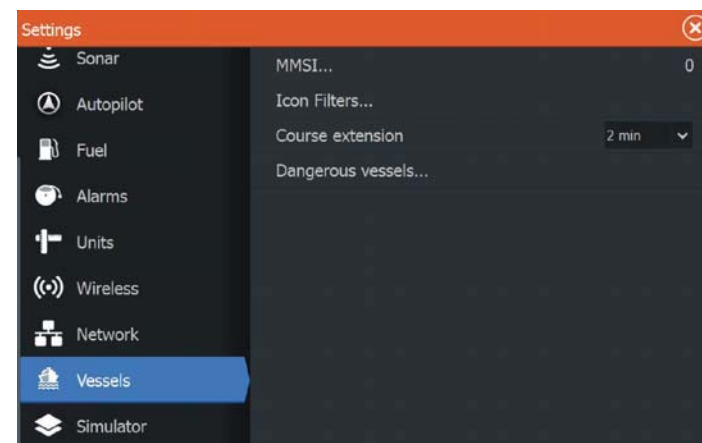 Settings
Sonar
Autopilot
Fuel
Alarms
Units
Wireless
Network
Vessels
Simulator
MMSI... 0
Icon Filters...
Course extension 2 min
Dangerous vessels...